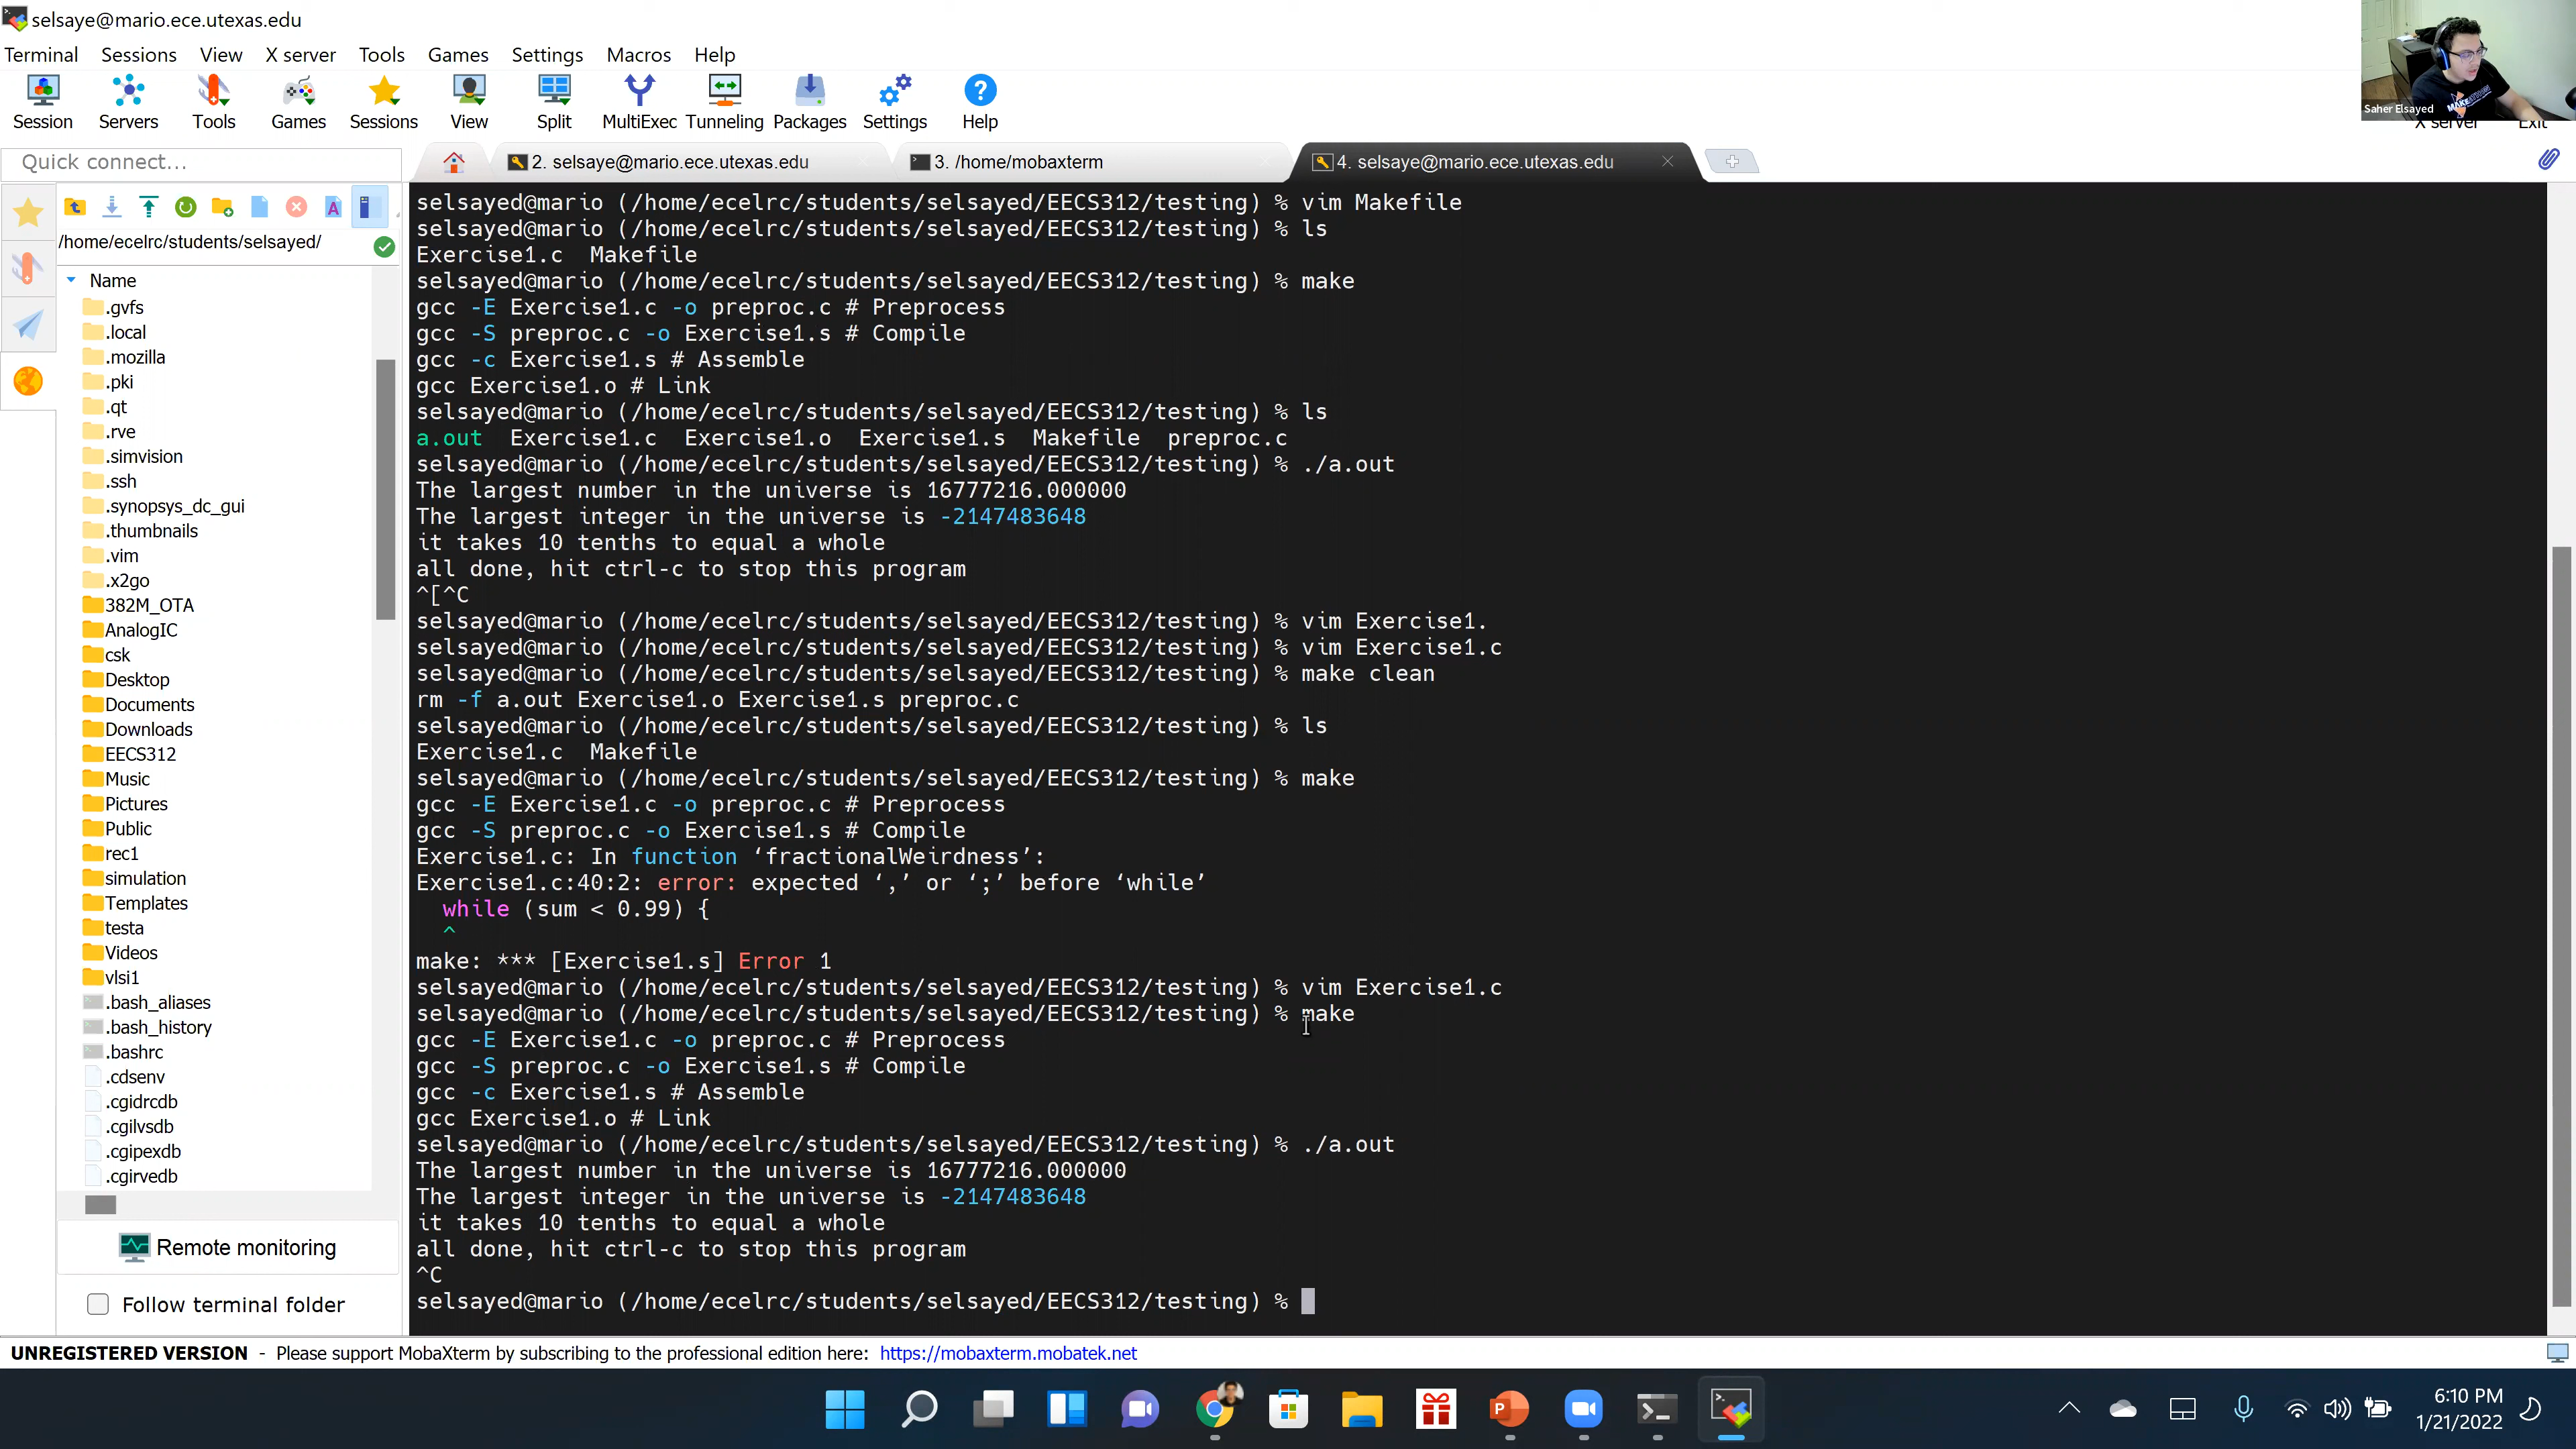 selsaye@mario.ece.utexas.edu
Terminal Sessions View X server Tools Games Settings Macros Help
Session Servers Tools Games Sessions View Split MultiExec Tunneling Packages Settings Help
X server Exit
Saher Elsayed
Quick connect...
2. selsaye@mario.ece.utexas.edu
3. /home/mobaxterm
4. selsaye@mario.ece.utexas.edu
/home/ecelrc/students/selsayed/
Name
.gvfs
.local
.mozilla
.pki
.qt
.rve
.simvision
.ssh
.synopsys_dc_gui
.thumbnails
.vim
.x2go
382M_OTA
AnalogIC
csk
Desktop
Documents
Downloads
EECS312
Music
Pictures
Public
rec1
simulation
Templates
testa
Videos
vlsi1
.bash_aliases
.bash_history
.bashrc
.cdsenv
.cgidrcdb
.cgilvsdb
.cgipexdb
.cgirvedb
Remote monitoring
Follow terminal folder
selsayed@mario (/home/ecelrc/students/selsayed/EECS312/testing) % vim Makefile
selsayed@mario (/home/ecelrc/students/selsayed/EECS312/testing) % ls
Exercise1.c  Makefile
selsayed@mario (/home/ecelrc/students/selsayed/EECS312/testing) % make
gcc -E Exercise1.c -o preproc.c # Preprocess
gcc -S preproc.c -o Exercise1.s # Compile
gcc -c Exercise1.s # Assemble
gcc Exercise1.o # Link
selsayed@mario (/home/ecelrc/students/selsayed/EECS312/testing) % ls
a.out  Exercise1.c  Exercise1.o  Exercise1.s  Makefile  preproc.c
selsayed@mario (/home/ecelrc/students/selsayed/EECS312/testing) % ./a.out
The largest number in the universe is 16777216.000000
The largest integer in the universe is -2147483648
it takes 10 tenths to equal a whole
all done, hit ctrl-c to stop this program
^[^C
selsayed@mario (/home/ecelrc/students/selsayed/EECS312/testing) % vim Exercise1.
selsayed@mario (/home/ecelrc/students/selsayed/EECS312/testing) % vim Exercise1.c
selsayed@mario (/home/ecelrc/students/selsayed/EECS312/testing) % make clean
rm -f a.out Exercise1.o Exercise1.s preproc.c
selsayed@mario (/home/ecelrc/students/selsayed/EECS312/testing) % ls
Exercise1.c  Makefile
selsayed@mario (/home/ecelrc/students/selsayed/EECS312/testing) % make
gcc -E Exercise1.c -o preproc.c # Preprocess
gcc -S preproc.c -o Exercise1.s # Compile
Exercise1.c: In function ‘fractionalWeirdness’:
Exercise1.c:40:2: error: expected ‘,’ or ‘;’ before ‘while’
while (sum < 0.99) {
^
make: *** [Exercise1.s] Error 1
selsayed@mario (/home/ecelrc/students/selsayed/EECS312/testing) % vim Exercise1.c
selsayed@mario (/home/ecelrc/students/selsayed/EECS312/testing) % make
gcc -E Exercise1.c -o preproc.c # Preprocess
gcc -S preproc.c -o Exercise1.s # Compile
gcc -c Exercise1.s # Assemble
gcc Exercise1.o # Link
selsayed@mario (/home/ecelrc/students/selsayed/EECS312/testing) % ./a.out
The largest number in the universe is 16777216.000000
The largest integer in the universe is -2147483648
it takes 10 tenths to equal a whole
all done, hit ctrl-c to stop this program
^C
selsayed@mario (/home/ecelrc/students/selsayed/EECS312/testing) %
UNREGISTERED VERSION - Please support MobaXterm by subscribing to the professional edition here: https://mobaxterm.mobatek.net
6:10 PM
1/21/2022